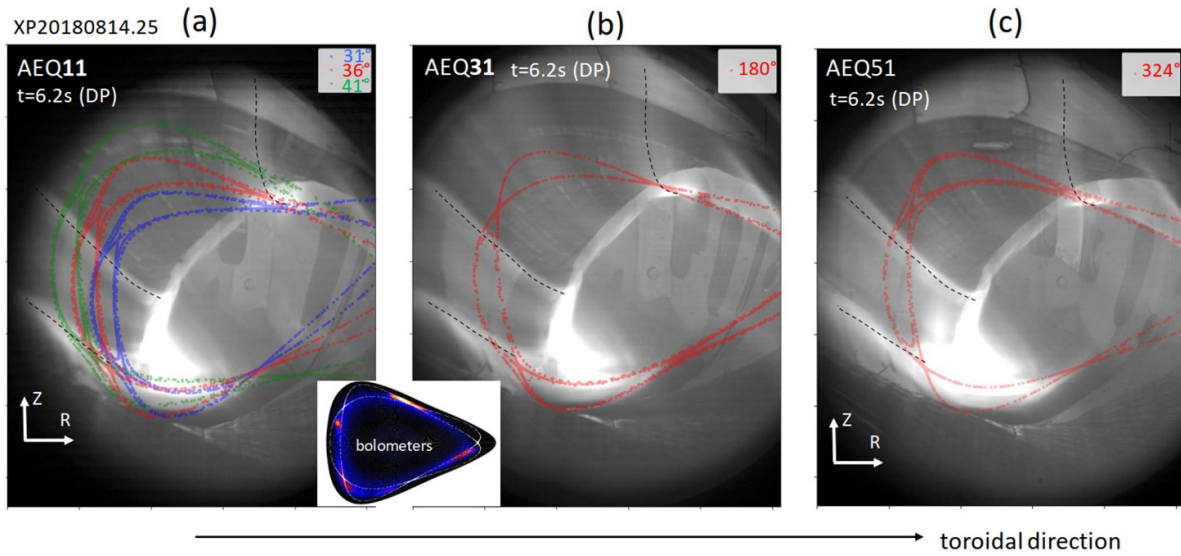 XP20180814.25
(a)
(b)
(c)
AEQ11
t=6.2s (DP)
31°
36°
41°
AEQ31 t=6.2s (DP)
180°
AEQ51
t=6.2s (DP)
324°
Z
R
bolometers
Z
R
toroidal direction